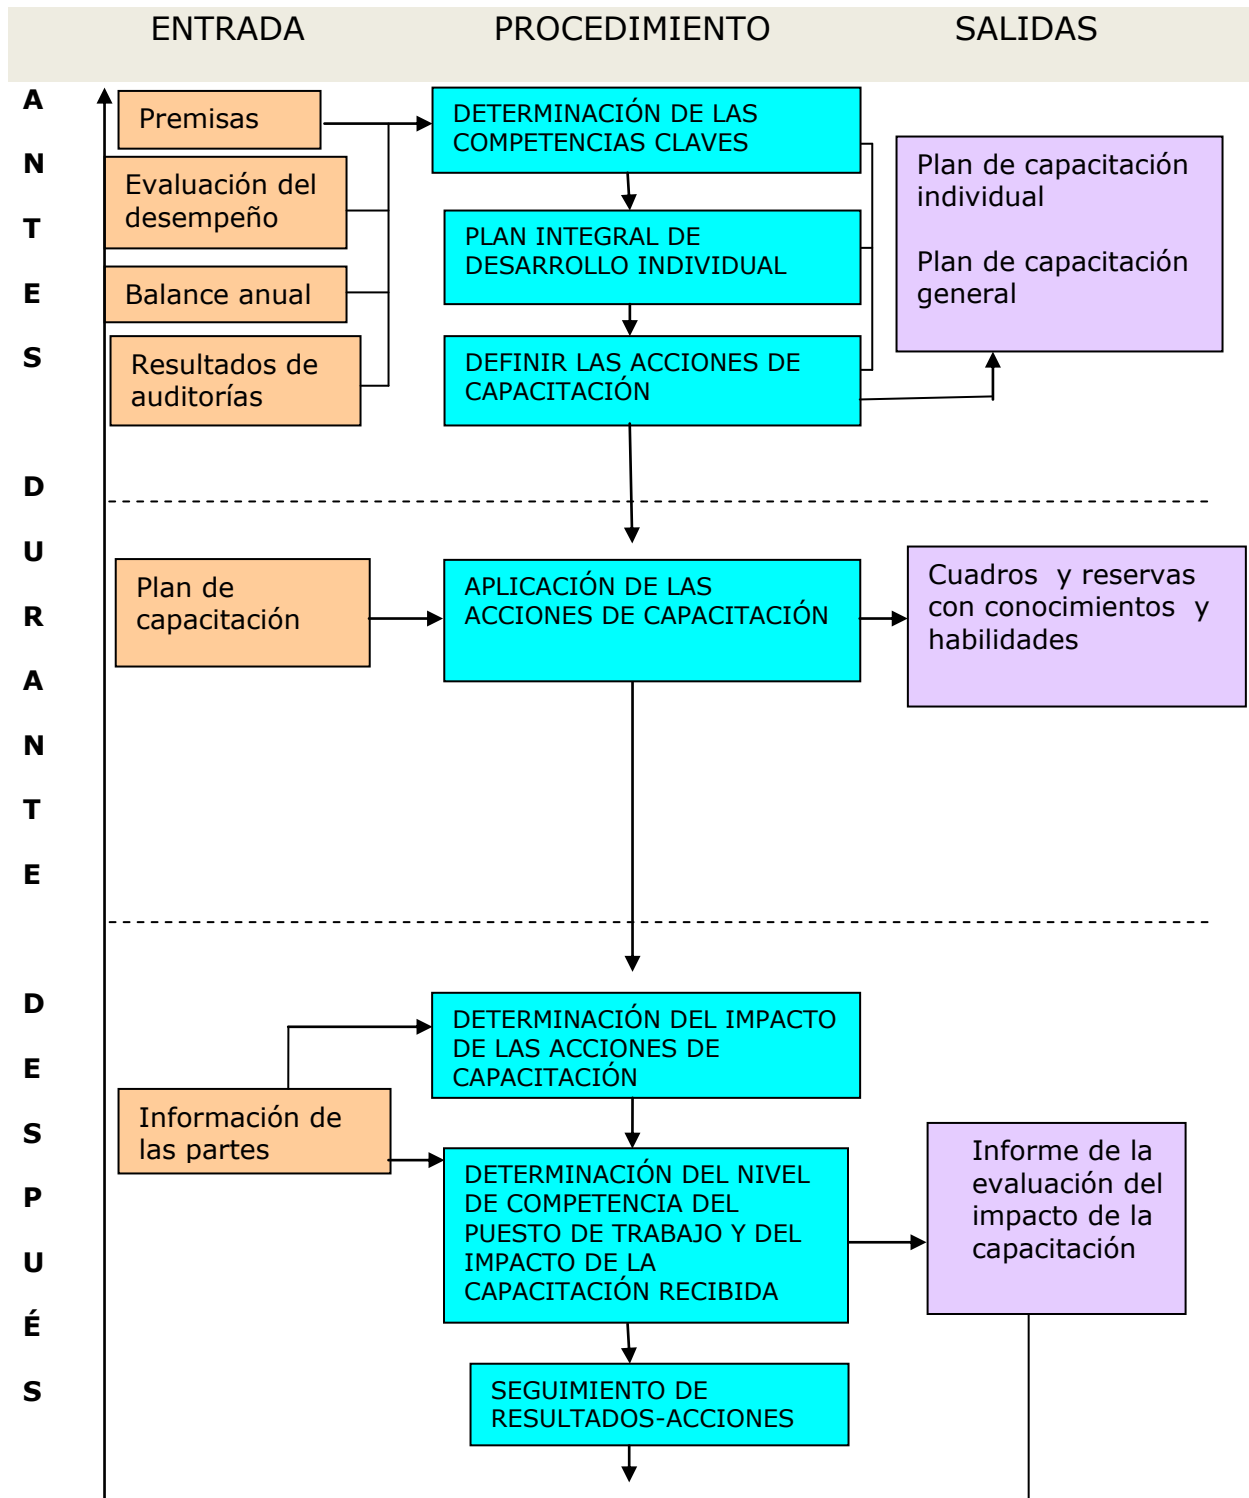 ENTRADA PROCEDIMIENTO SALIDAS
A
N
T
E
S
Premisas
Evaluación del
desempeño
Balance anual
Resultados de
auditorías
DETERMINACIÓN DE LAS
COMPETENCIAS CLAVES
PLAN INTEGRAL DE
DESARROLLO INDIVIDUAL
DEFINIR LAS ACCIONES DE
CAPACITACIÓN
Plan de capacitación
individual
Plan de capacitación
general
D
U
R
A
N
T
E
Plan de
capacitación
APLICACIÓN DE LAS
ACCIONES DE CAPACITACIÓN
Cuadros y reservas
con conocimientos y
habilidades
D
E
S
P
U
É
S
Información de
las partes
DETERMINACIÓN DEL IMPACTO
DE LAS ACCIONES DE
CAPACITACIÓN
DETERMINACIÓN DEL NIVEL
DE COMPETENCIA DEL
PUESTO DE TRABAJO Y DEL
IMPACTO DE LA
CAPACITACIÓN RECIBIDA
SEGUIMIENTO DE
RESULTADOS-ACCIONES
Informe de la
evaluación del
impacto de la
capacitación